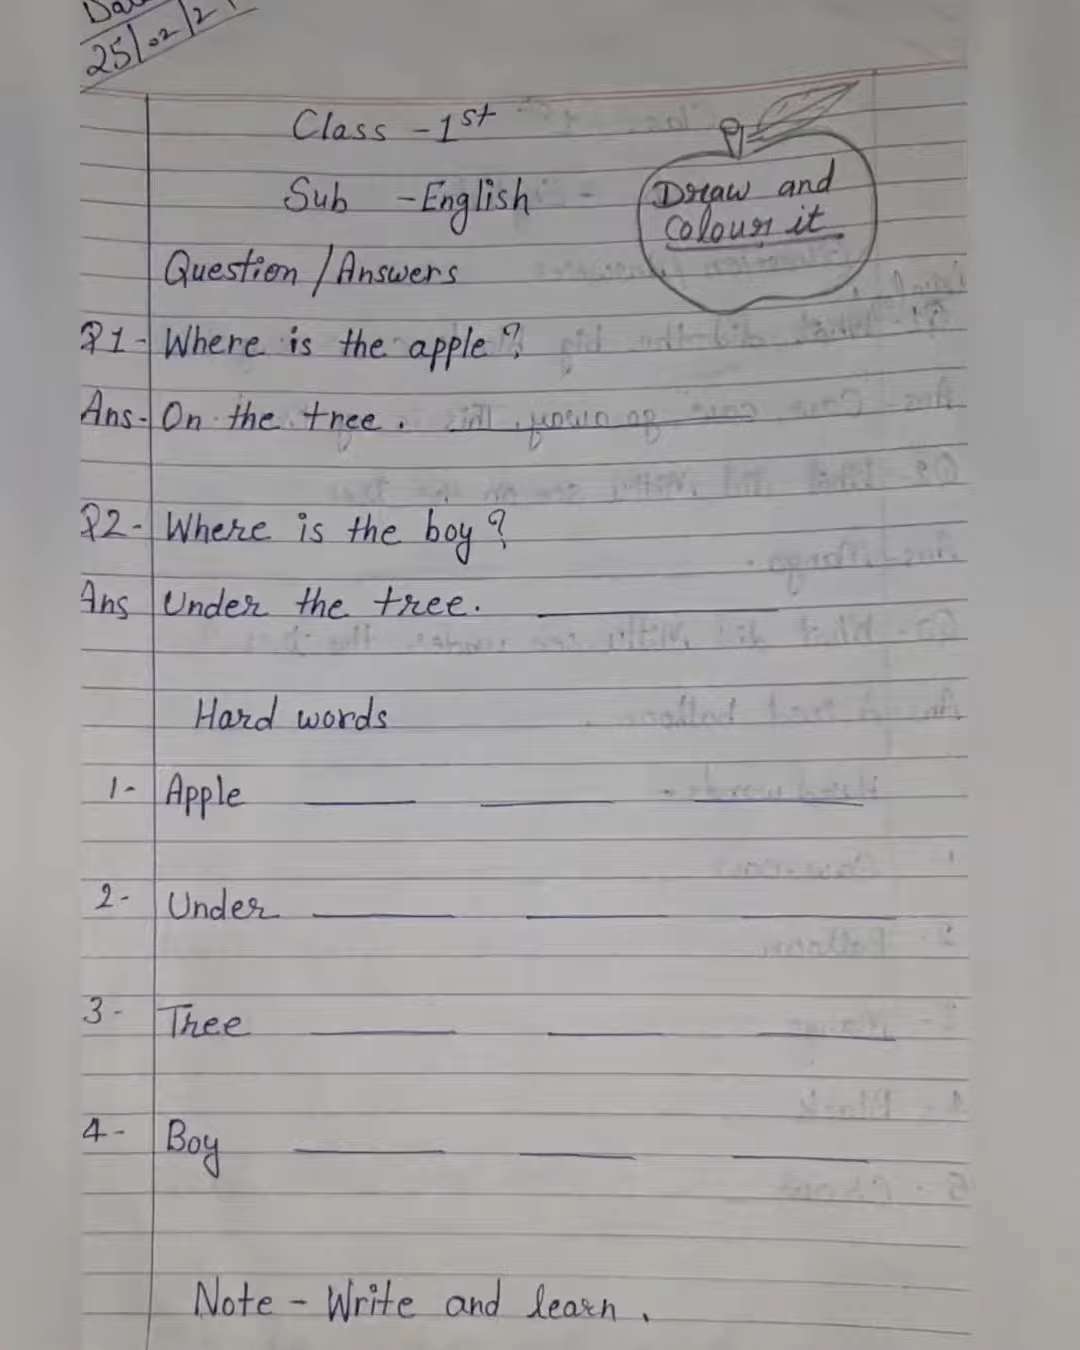 25/02/2
Class - 1st
Sub - English
Draw and
colour it
Question / Answers
Q1- Where is the apple?
Ans- On the tree.
Q2- Where is the boy?
Ans Under the tree.
Hard words
1- Apple
2- Under
3- Tree
4- Boy
Note - Write and learn.